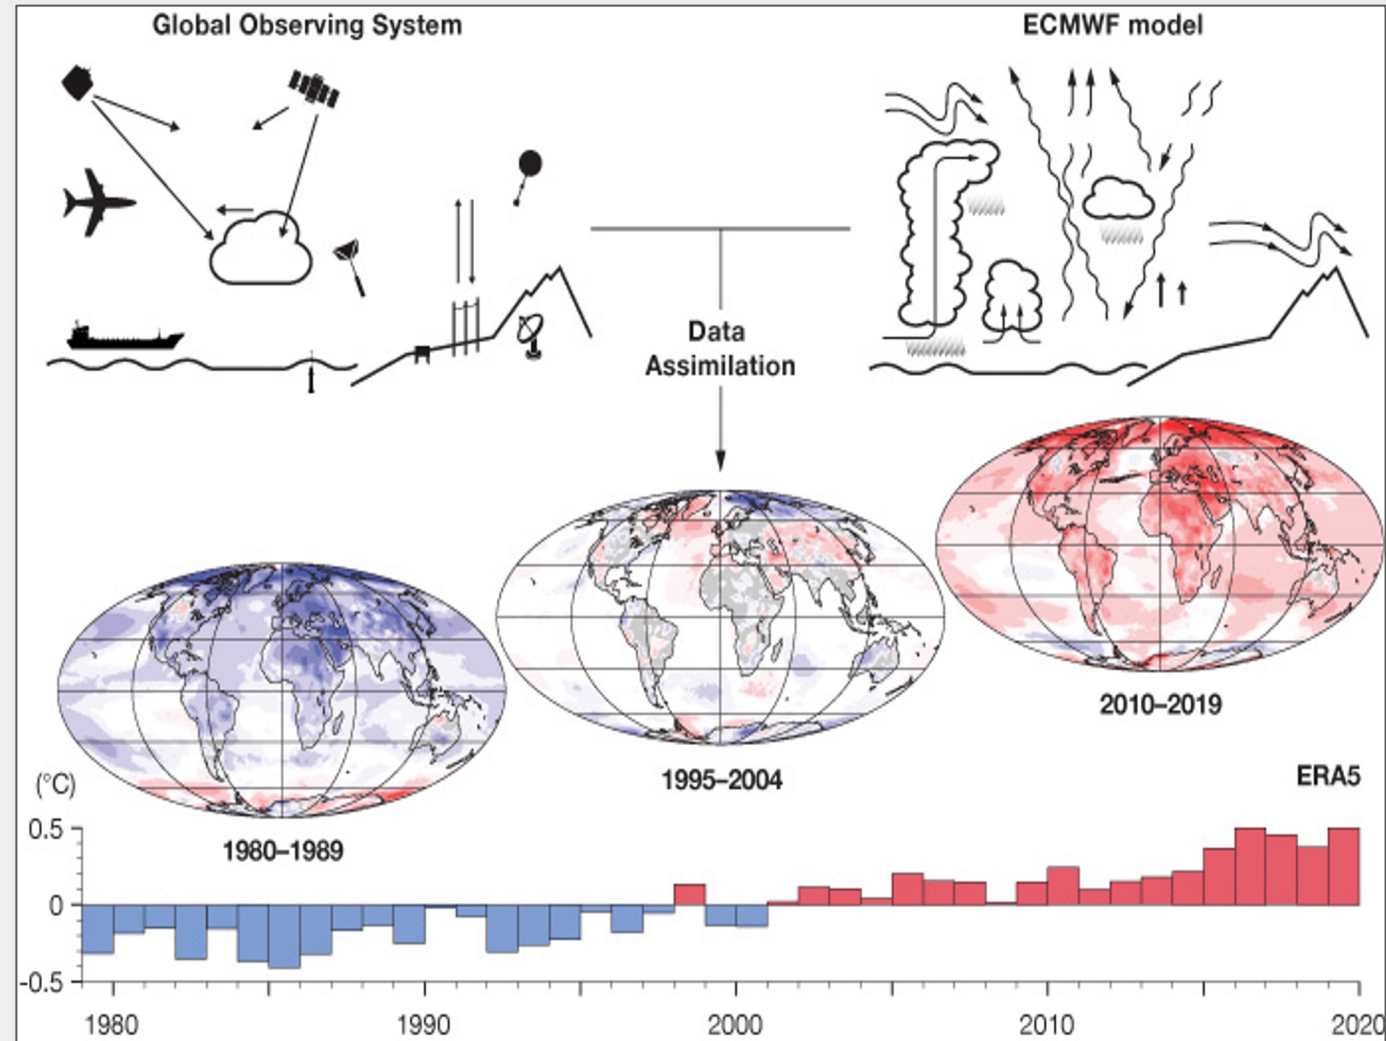 Global Observing System
ECMWF model
Data
Assimilation
2010–2019
1995–2004
1980–1989
ERA5
(°C)
0.5
0
-0.5
1980
1990
2000
2010
2020